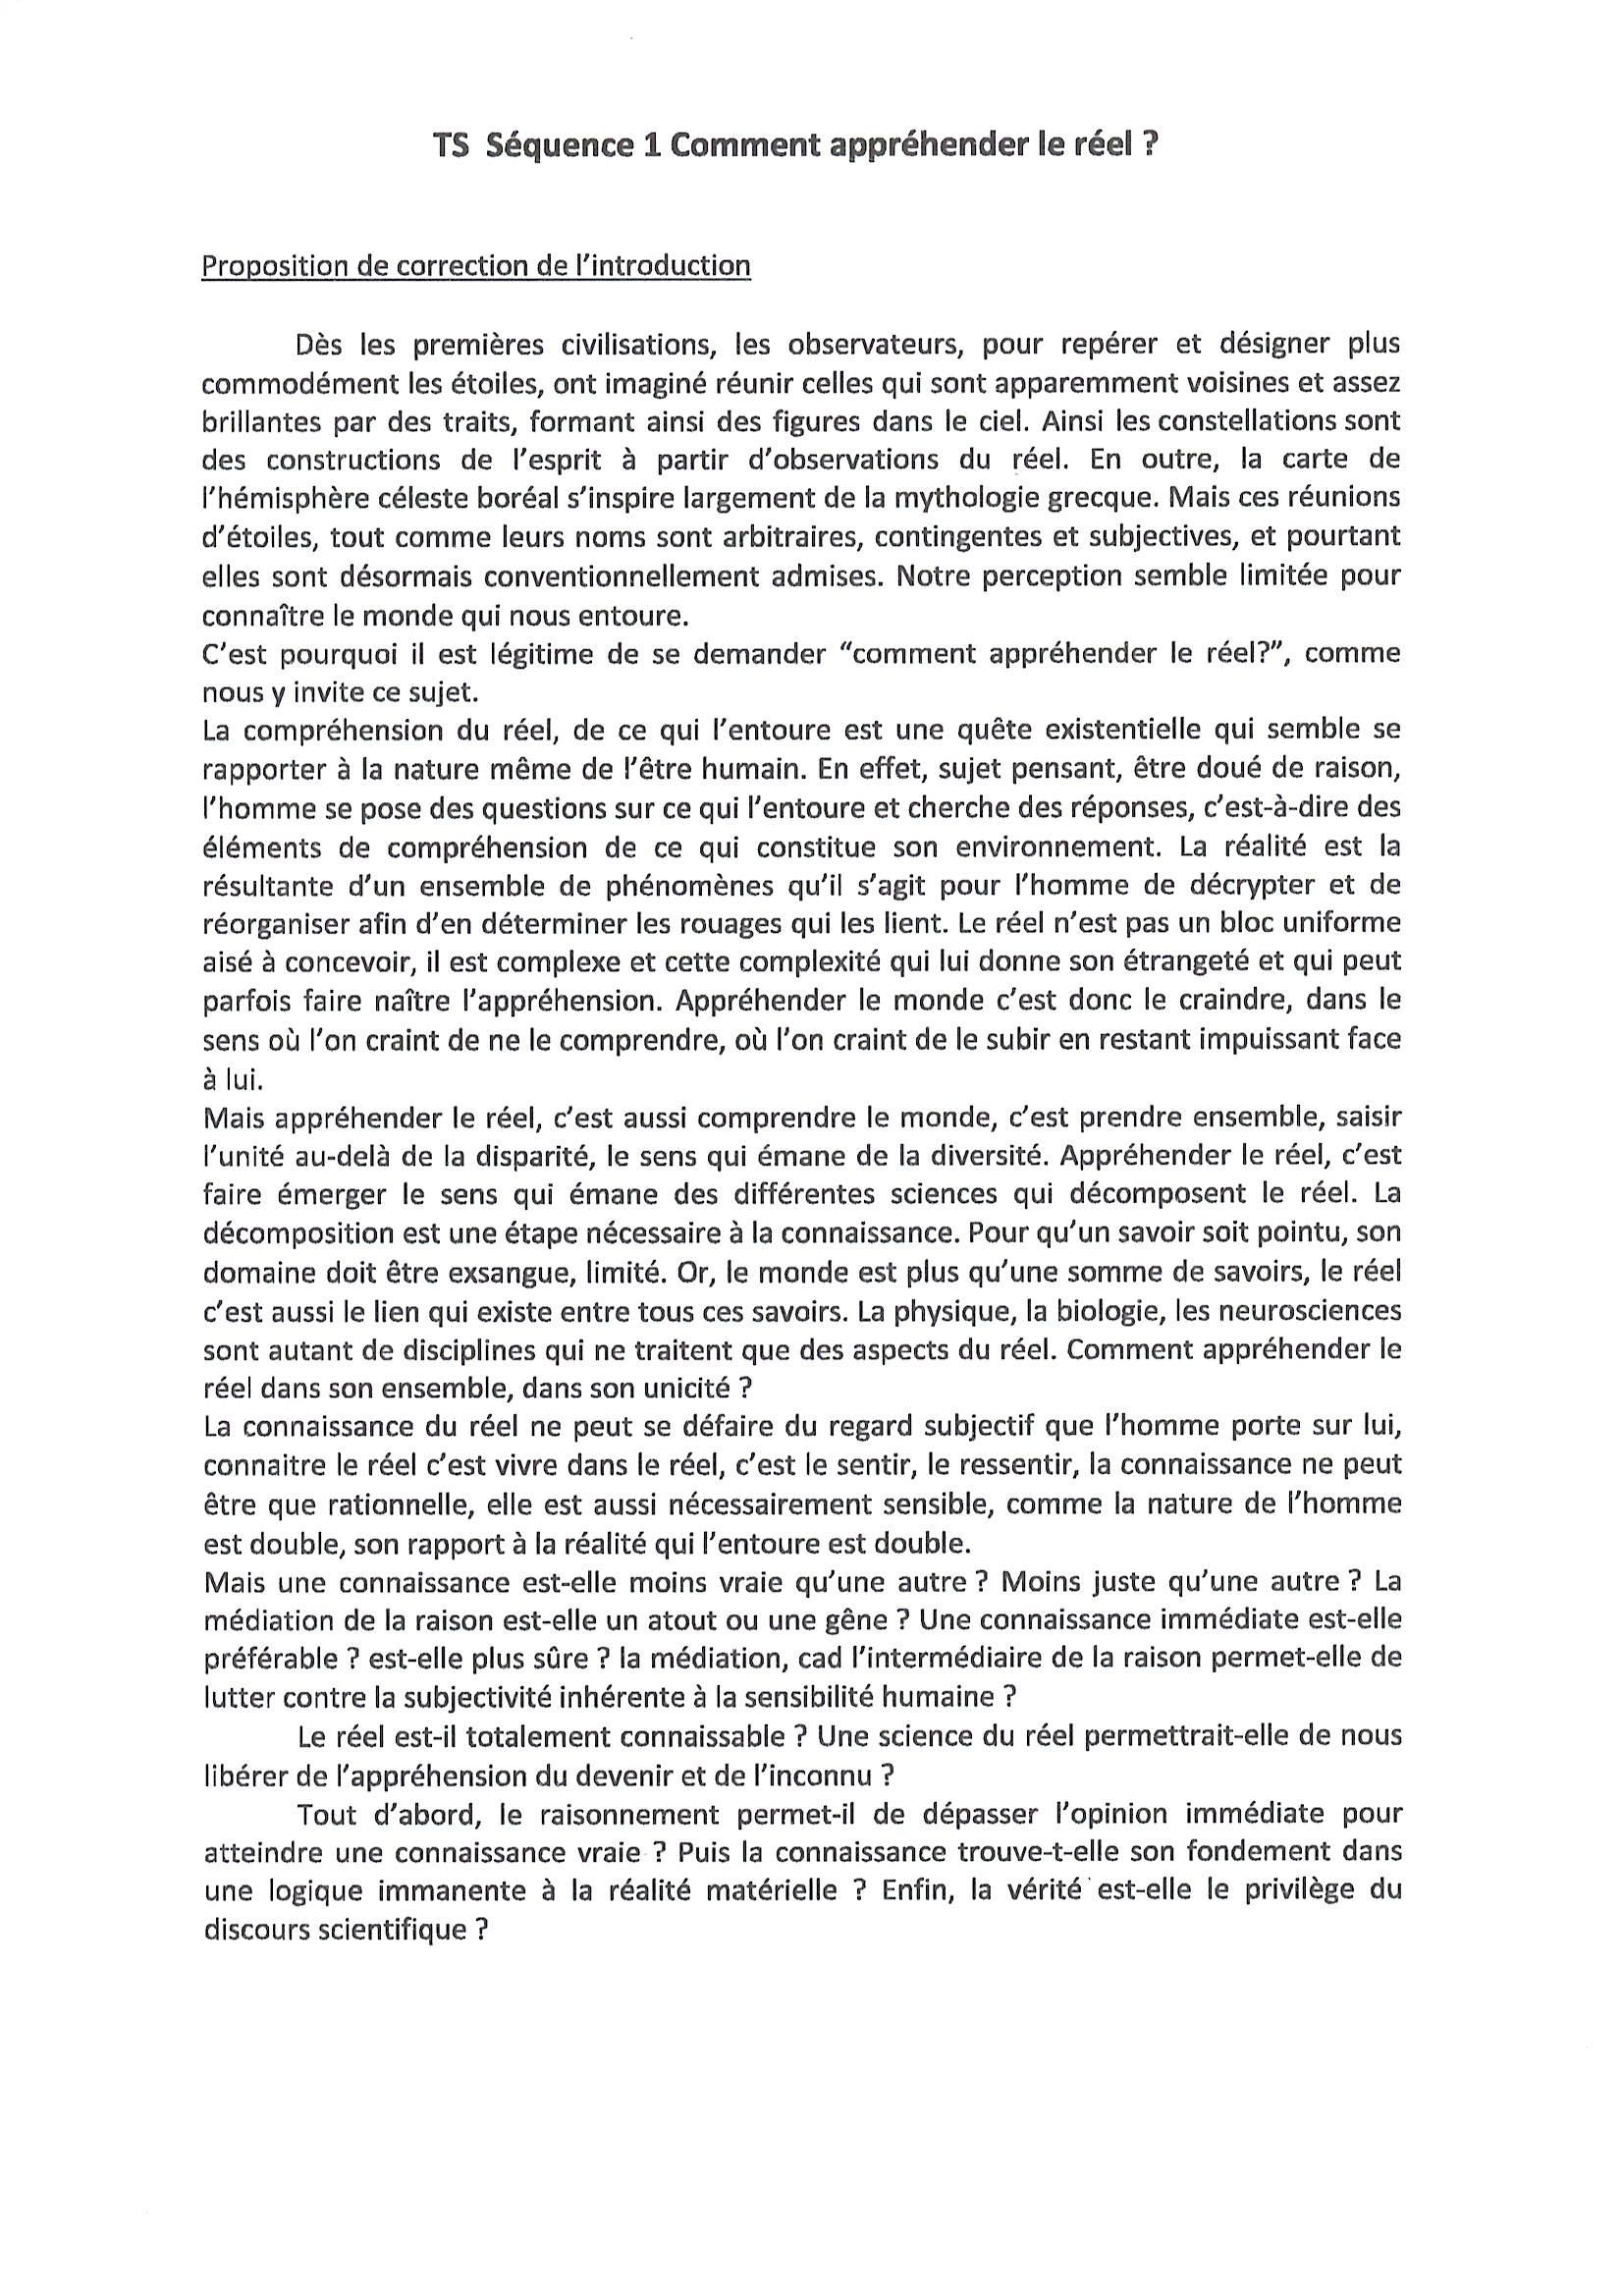 TS  Séquence 1 Comment appréhender le réel ?
Proposition de correction de l'introduction
Dès les premières civilisations, les observateurs, pour repérer et désigner plus
commodément les étoiles, ont imaginé réunir celles qui sont apparemment voisines et assez
brillantes par des traits, formant ainsi des figures dans le ciel. Ainsi les constellations sont
des constructions de l'esprit à partir d'observations du réel. En outre, la carte de
l'hémisphère céleste boréal s'inspire largement de la mythologie grecque. Mais ces réunions
d'étoiles, tout comme leurs noms sont arbitraires, contingentes et subjectives, et pourtant
elles sont désormais conventionnellement admises. Notre perception semble limitée pour
connaître le monde qui nous entoure.
C'est pourquoi il est légitime de se demander “comment appréhender le réel?”, comme
nous y invite ce sujet.
La compréhension du réel, de ce qui l'entoure est une quête existentielle qui semble se
rapporter à la nature même de l'être humain. En effet, sujet pensant, être doué de raison,
l'homme se pose des questions sur ce qui l'entoure et cherche des réponses, c'est-à-dire des
éléments de compréhension de ce qui constitue son environnement. La réalité est la
résultante d'un ensemble de phénomènes qu'il s'agit pour l'homme de décrypter et de
réorganiser afin d'en déterminer les rouages qui les lient. Le réel n'est pas un bloc uniforme
aisé à concevoir, il est complexe et cette complexité qui lui donne son étrangeté et qui peut
parfois faire naître l'appréhension. Appréhender le monde c'est donc le craindre, dans le
sens où l'on craint de ne le comprendre, où l'on craint de le subir en restant impuissant face
à lui.
Mais appréhender le réel, c'est aussi comprendre le monde, c'est prendre ensemble, saisir
l'unité au-delà de la disparité, le sens qui émane de la diversité. Appréhender le réel, c'est
faire émerger le sens qui émane des différentes sciences qui décomposent le réel. La
décomposition est une étape nécessaire à la connaissance. Pour qu'un savoir soit pointu, son
domaine doit être exsangue, limité. Or, le monde est plus qu'une somme de savoirs, le réel
c'est aussi le lien qui existe entre tous ces savoirs. La physique, la biologie, les neurosciences
sont autant de disciplines qui ne traitent que des aspects du réel. Comment appréhender le
réel dans son ensemble, dans son unicité ?
La connaissance du réel ne peut se défaire du regard subjectif que l'homme porte sur lui,
connaitre le réel c'est vivre dans le réel, c'est le sentir, le ressentir, la connaissance ne peut
être que rationnelle, elle est aussi nécessairement sensible, comme la nature de l'homme
est double, son rapport à la réalité qui l'entoure est double.
Mais une connaissance est-elle moins vraie qu'une autre ? Moins juste qu'une autre ? La
médiation de la raison est-elle un atout ou une gêne ? Une connaissance immédiate est-elle
préférable ? est-elle plus sûre ? la médiation, cad l'intermédiaire de la raison permet-elle de
lutter contre la subjectivité inhérente à la sensibilité humaine ?
Le réel est-il totalement connaissable ? Une science du réel permettrait-elle de nous
libérer de l'appréhension du devenir et de l'inconnu ?
Tout d'abord, le raisonnement permet-il de dépasser l'opinion immédiate pour
atteindre une connaissance vraie ? Puis la connaissance trouve-t-elle son fondement dans
une logique immanente à la réalité matérielle ? Enfin, la vérité est-elle le privilège du
discours scientifique ?